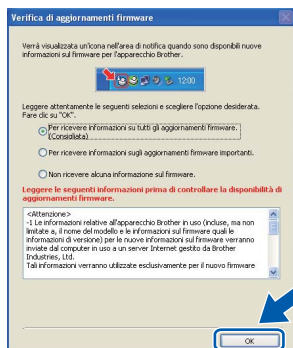 Verifica di aggiornamenti firmware
Verrà visualizzata un'icona nell'area di notifica quando sono disponibili nuove
informazioni sul firmware per l'apparecchio Brother.
12:00
Leggere attentamente le seguenti selezioni e scegliere l'opzione desiderata.
Fare clic su "OK".
Per ricevere informazioni su tutti gli aggiornamenti firmware.
(Consigliata)
Per ricevere informazioni sugli aggiornamenti firmware importanti.
Non ricevere alcuna informazione sul firmware.
Leggere le seguenti informazioni prima di controllare la disponibilità di
aggiornamenti firmware.
<Attenzione>
-1 Le informazioni relative all'apparecchio Brother in uso (incluse, ma non
limitate a, il nome del modello e le informazioni sul firmware quali le
informazioni di versione) per le nuove informazioni sul firmware verranno
inviate dal computer in uso a un server Internet gestito da Brother
Industries, Ltd.
Tali informazioni verranno utilizzate esclusivamente per il nuovo firmware
OK